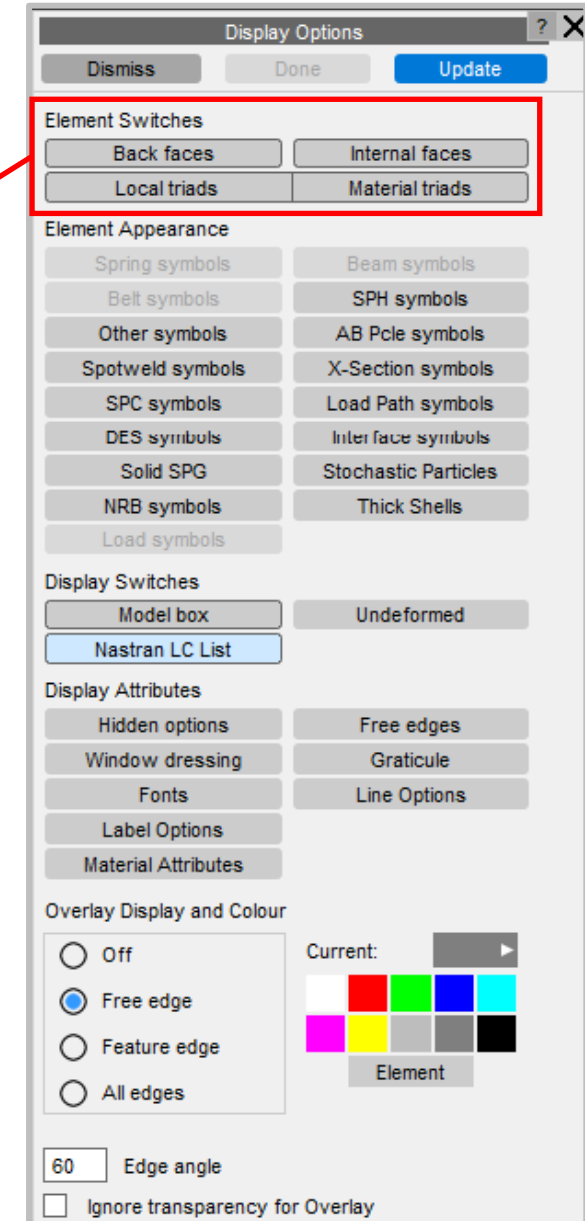 Display Options ?
Dismiss Done Update
Element Switches
Back faces Internal faces
Local triads Material triads
Element Appearance
Spring symbols Beam symbols
Belt symbols SPH symbols
Other symbols AB Pcle symbols
Spotweld symbols X-Section symbols
SPC symbols Load Path symbols
DES symbols Interface symbols
Solid SPG Stochastic Particles
NRB symbols Thick Shells
Load symbols
Display Switches
Model box Undeformed
Nastran LC List
Display Attributes
Hidden options Free edges
Window dressing Graticule
Fonts Line Options
Label Options
Material Attributes
Overlay Display and Colour
Off Current:
Free edge
Feature edge
Element
All edges
60 Edge angle
Ignore transparency for Overlay